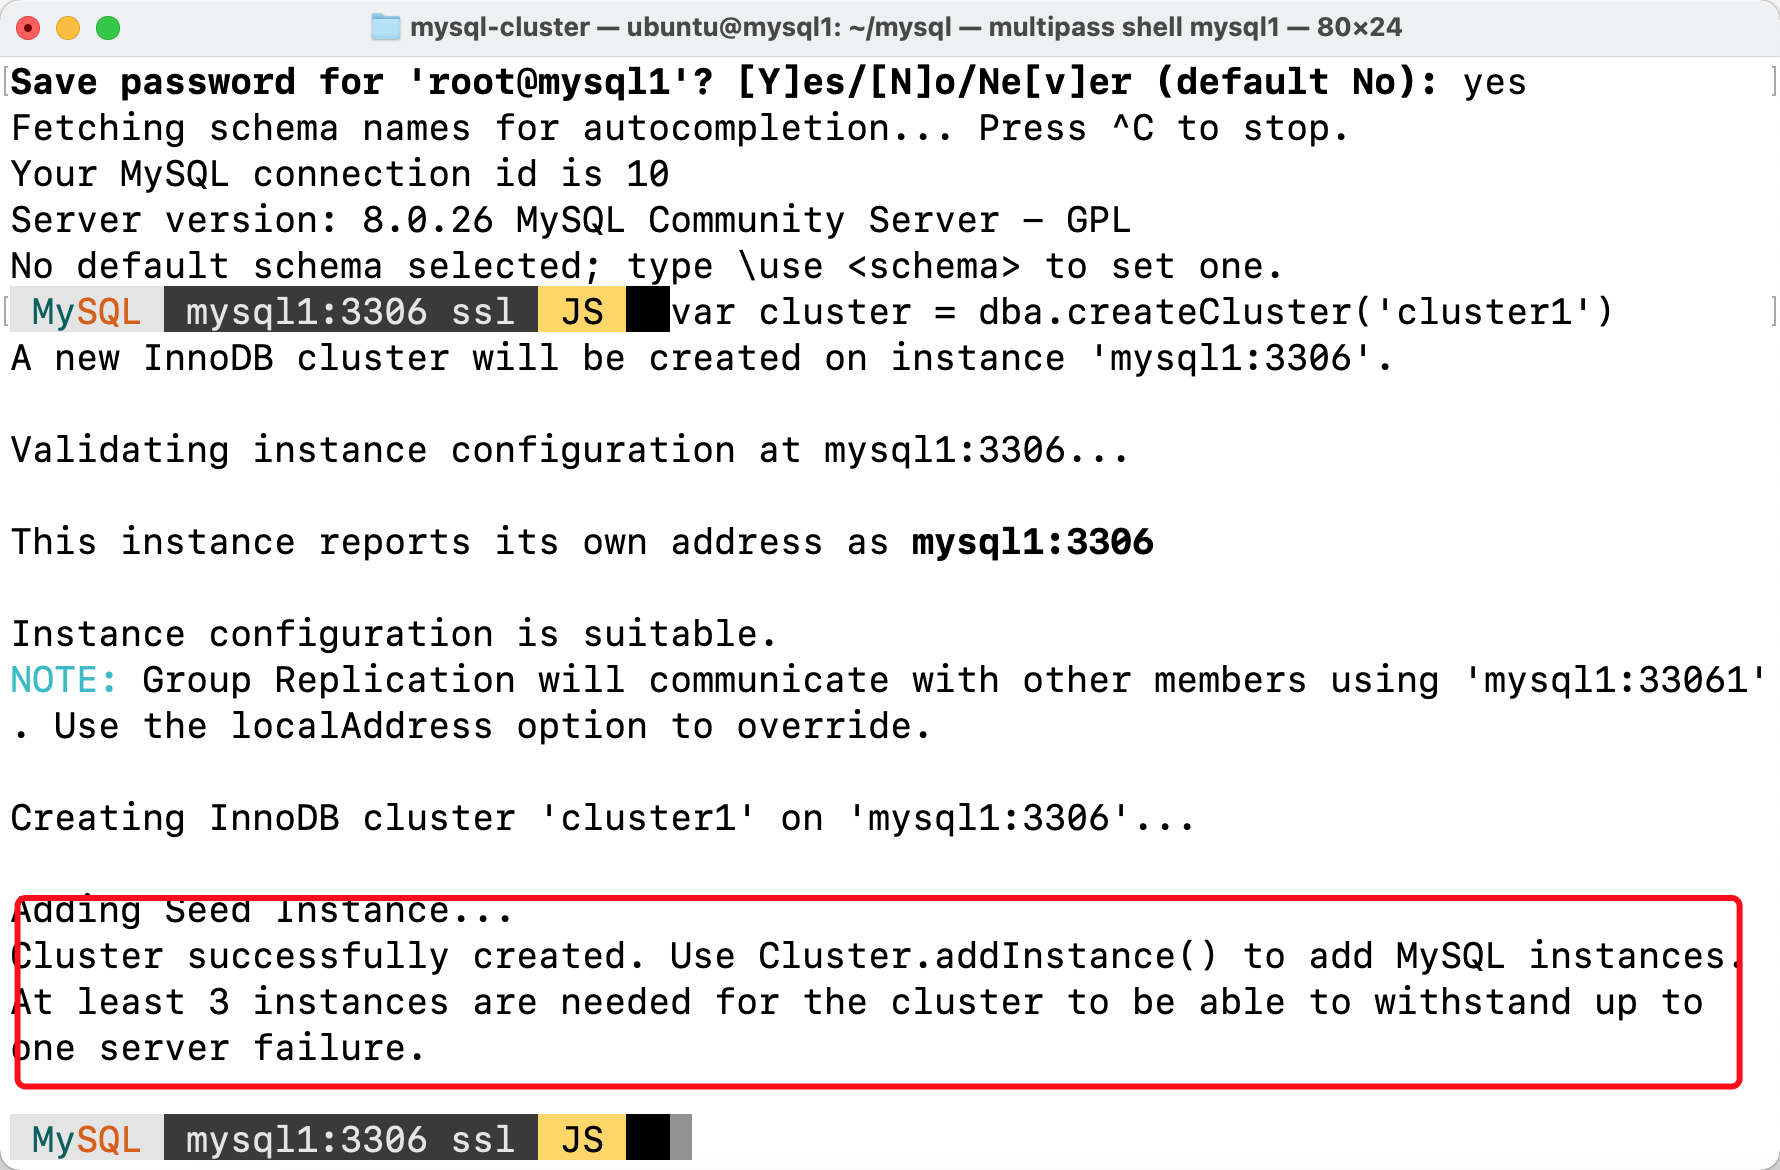 mysql-cluster — ubuntu@mysql1: ~/mysql — multipass shell mysql1 — 80×24
Save password for 'root@mysql1'? [Y]es/[N]o/Ne[v]er (default No): yes
Fetching schema names for autocompletion... Press ^C to stop.
Your MySQL connection id is 10
Server version: 8.0.26 MySQL Community Server - GPL
No default schema selected; type \use <schema> to set one.
MySQL mysql1:3306 ssl JS var cluster = dba.createCluster('cluster1')
A new InnoDB cluster will be created on instance 'mysql1:3306'.
Validating instance configuration at mysql1:3306...
This instance reports its own address as mysql1:3306
Instance configuration is suitable.
NOTE: Group Replication will communicate with other members using 'mysql1:33061'
. Use the localAddress option to override.
Creating InnoDB cluster 'cluster1' on 'mysql1:3306'...
Adding Seed Instance...
Cluster successfully created. Use Cluster.addInstance() to add MySQL instances.
At least 3 instances are needed for the cluster to be able to withstand up to
one server failure.
MySQL mysql1:3306 ssl JS